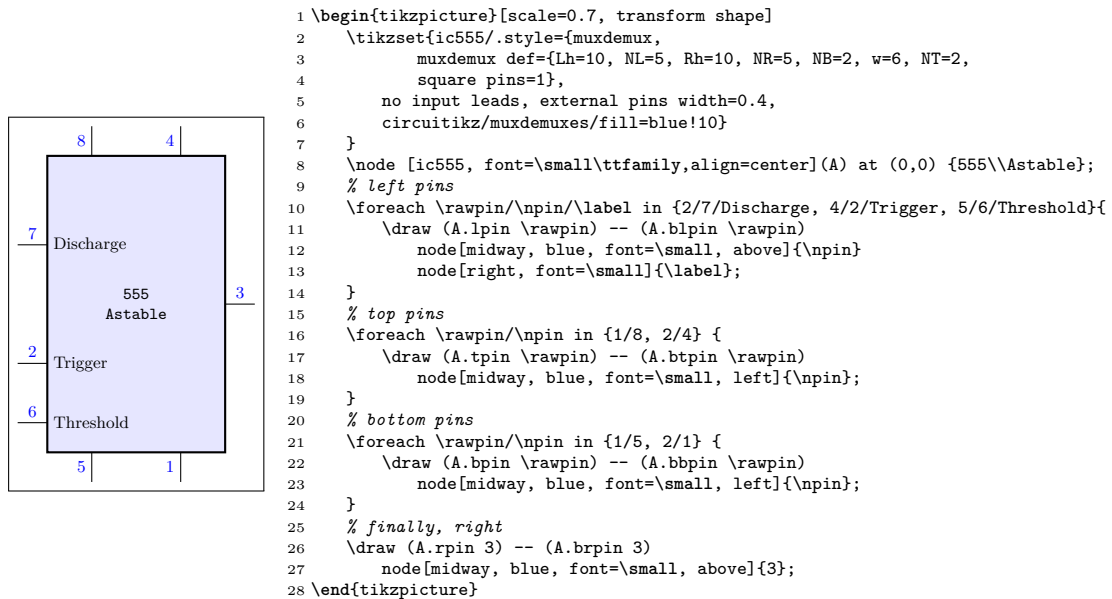 8 4
7 Discharge
555
Astable
3
2 Trigger
6 Threshold
5 1
1 \begin{tikzpicture}[scale=0.7, transform shape]
2     \tikzset{ic555/.style={muxdemux,
3             muxdemux def={Lh=10, NL=5, Rh=10, NR=5, NB=2, w=6, NT=2,
4             square pins=1},
5         no input leads, external pins width=0.4,
6         circuitikz/muxdemuxes/fill=blue!10}
7     }
8     \node [ic555, font=\small\ttfamily,align=center](A) at (0,0) {555\\Astable};
9     % left pins
10     \foreach \rawpin/\npin/\label in {2/7/Discharge, 4/2/Trigger, 5/6/Threshold}{
11         \draw (A.lpin \rawpin) -- (A.blpin \rawpin)
12             node[midway, blue, font=\small, above]{\npin}
13             node[right, font=\small]{\label};
14     }
15     % top pins
16     \foreach \rawpin/\npin in {1/8, 2/4} {
17         \draw (A.tpin \rawpin) -- (A.btpin \rawpin)
18             node[midway, blue, font=\small, left]{\npin};
19     }
20     % bottom pins
21     \foreach \rawpin/\npin in {1/5, 2/1} {
22         \draw (A.bpin \rawpin) -- (A.bbpin \rawpin)
23             node[midway, blue, font=\small, left]{\npin};
24     }
25     % finally, right
26     \draw (A.rpin 3) -- (A.brpin 3)
27         node[midway, blue, font=\small, above]{3};
28 \end{tikzpicture}